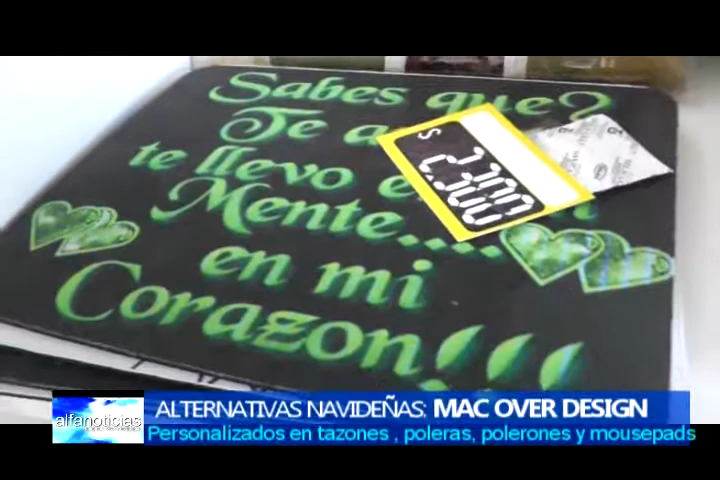 Sabes que?
Te a
te llevo e
Mente....
en mi
Corazon!!!
$ 2.500
alfanoticias
ALTERNATIVAS NAVIDEÑAS: MAC OVER DESIGN
Personalizados en tazones , poleras, polerones y mousepads